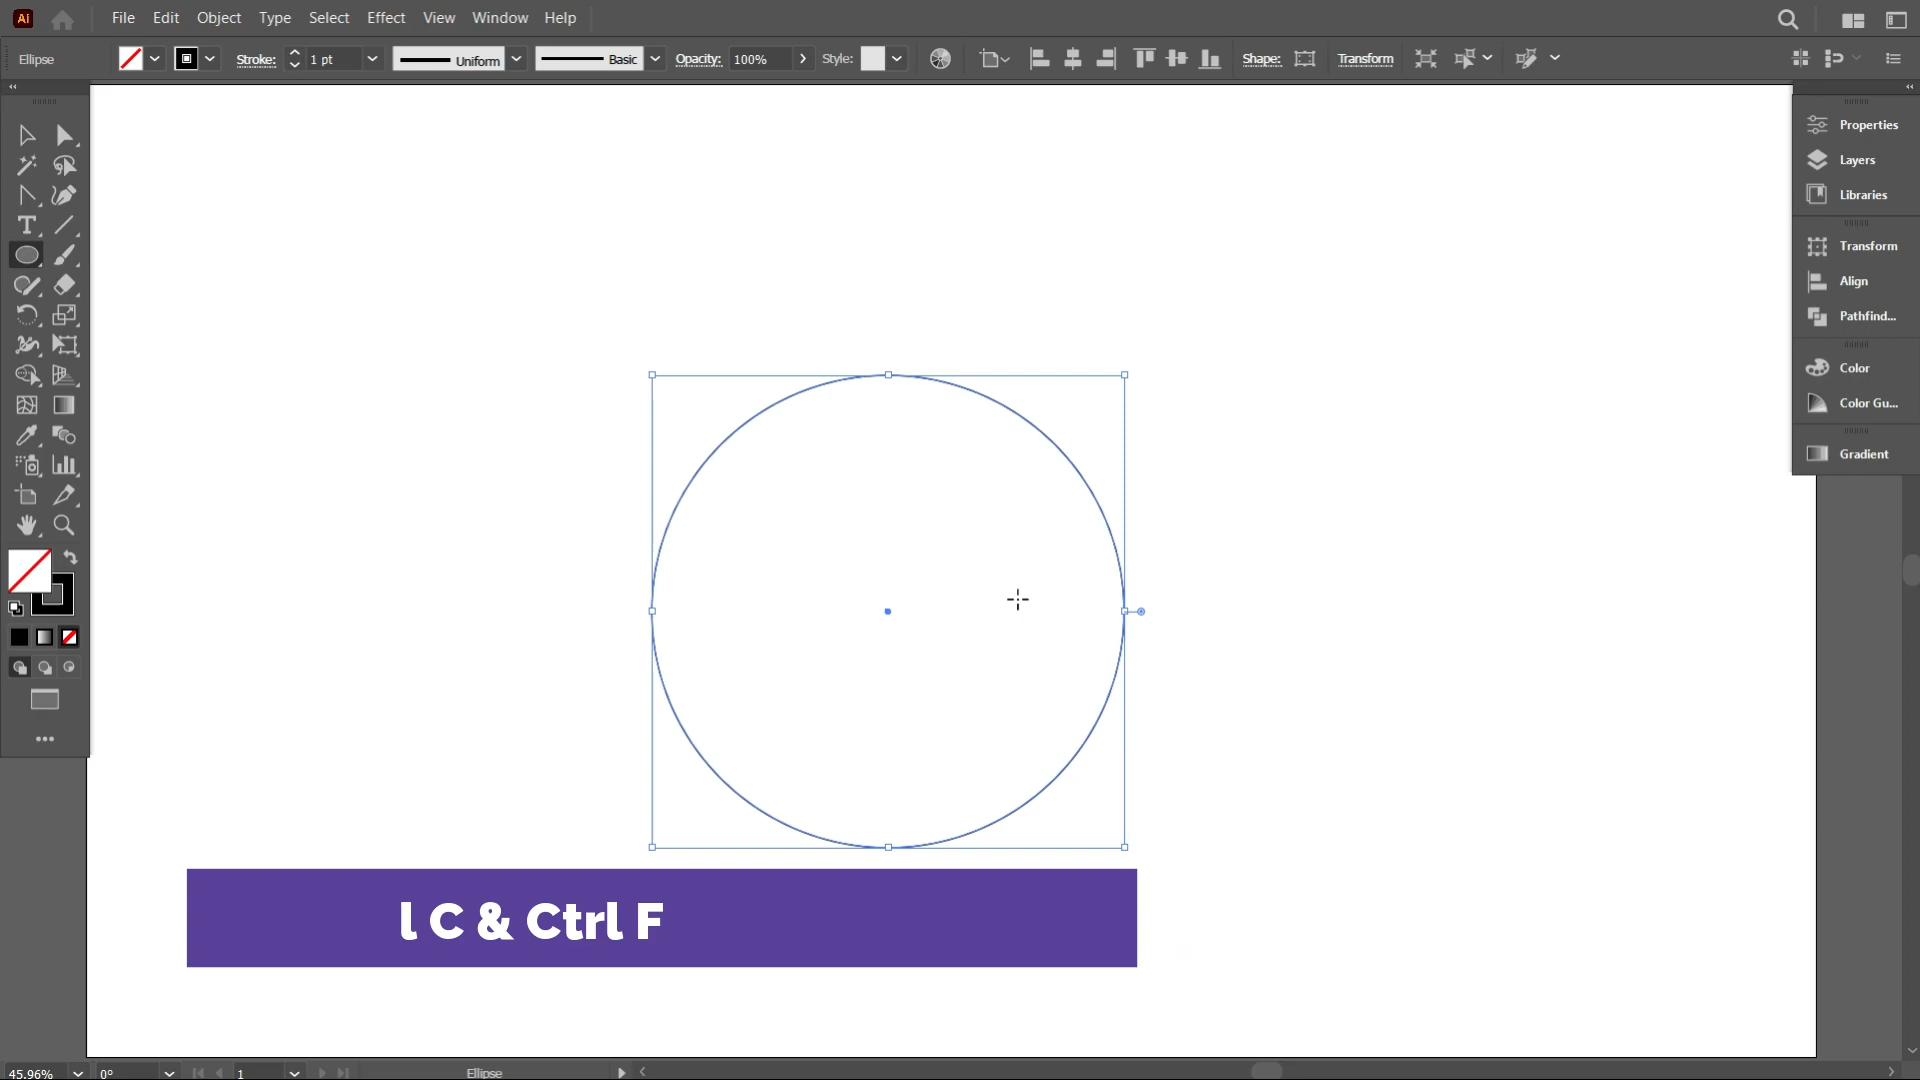 Ai File Edit Object Type Select Effect View Window Help
Ellipse Stroke: 1 pt Uniform Basic Opacity: 100% Style: Shape: Transform
Properties
Layers
Libraries
Transform
Align
Pathfind...
Color
Color Gu...
Gradient
l C & Ctrl F
45.96% 0° 1 Ellipse